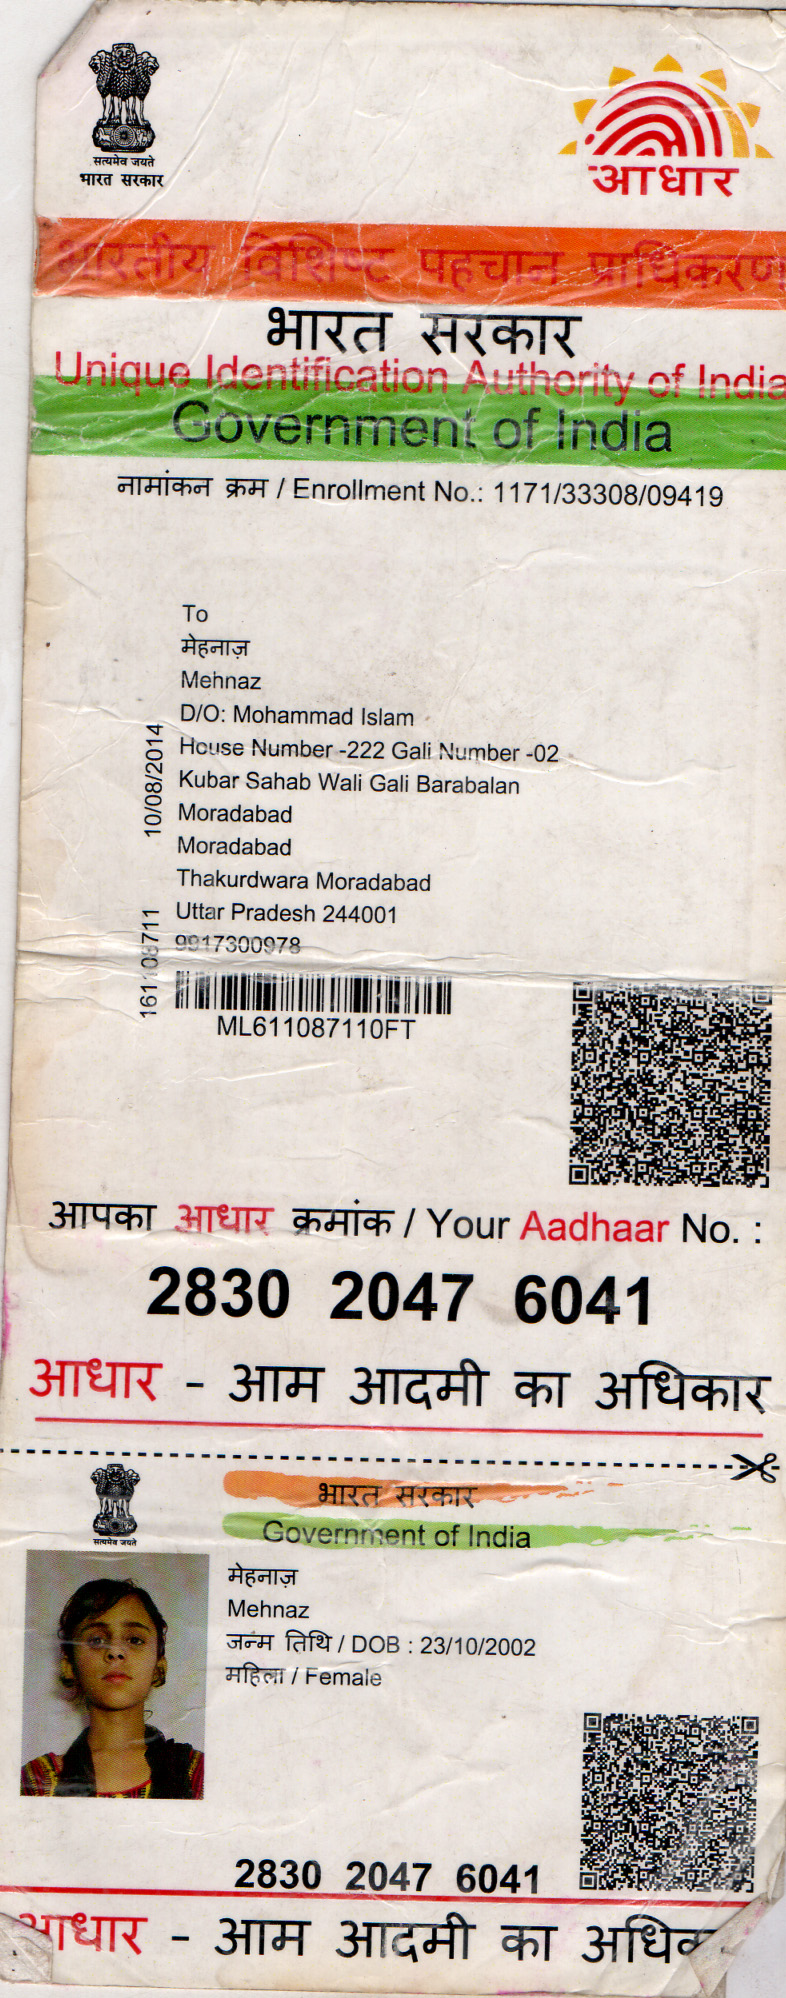 सत्यमेव जयते
भारत सरकार
आधार
भारतीय विशिष्ट पहचान प्राधिकरण
भारत सरकार
Unique Identification Authority of India
Government of India
नामांकन क्रम / Enrollment No.: 1171/33308/09419
To
मेहनाज़
Mehnaz
D/O: Mohammad Islam
House Number -222 Gali Number -02
Kubar Sahab Wali Gali Barabalan
Moradabad
Moradabad
Thakurdwara Moradabad
Uttar Pradesh 244001
9917300978
10/08/2014
ML611087110FT
आपका आधार क्रमांक / Your Aadhaar No. :
2830 2047 6041
आधार - आम आदमी का अधिकार
सत्यमेव जयते
भारत सरकार
Government of India
मेहनाज़
Mehnaz
जन्म तिथि / DOB : 23/10/2002
महिला / Female
2830 2047 6041
आधार - आम आदमी का